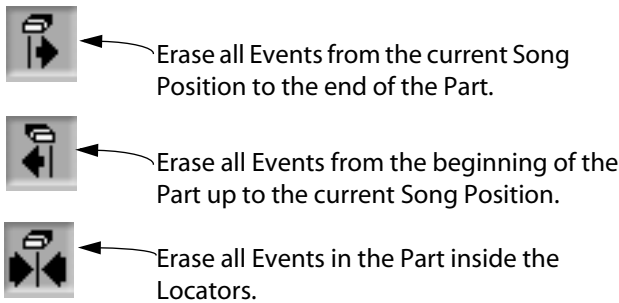 Erase all Events from the current Song
Position to the end of the Part.
Erase all Events from the beginning of the
Part up to the current Song Position.
Erase all Events in the Part inside the
Locators.